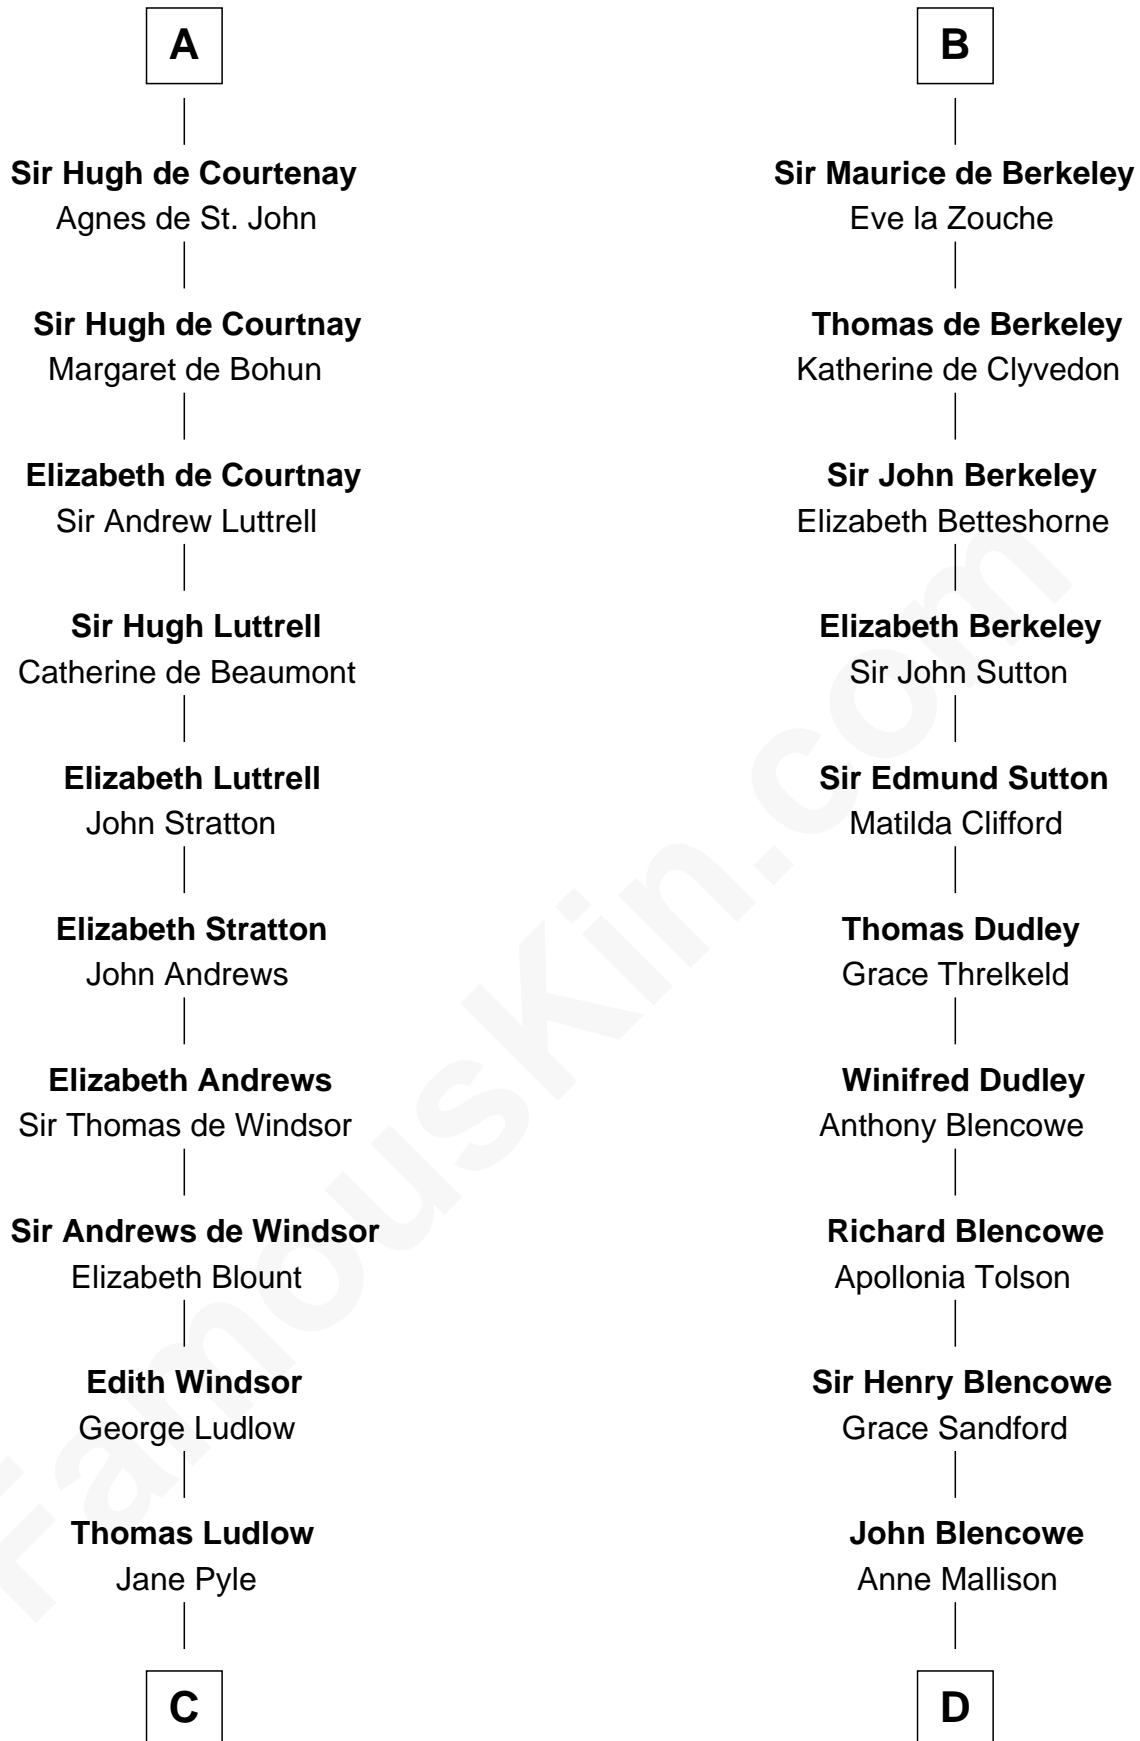 A
Sir Hugh de Courtenay
Agnes de St. John
Sir Hugh de Courtnay
Margaret de Bohun
Elizabeth de Courtnay
Sir Andrew Luttrell
Sir Hugh Luttrell
Catherine de Beaumont
Elizabeth Luttrell
John Stratton
Elizabeth Stratton
John Andrews
Elizabeth Andrews
Sir Thomas de Windsor
Sir Andrews de Windsor
Elizabeth Blount
Edith Windsor
George Ludlow
Thomas Ludlow
Jane Pyle
C
B
Sir Maurice de Berkeley
Eve la Zouche
Thomas de Berkeley
Katherine de Clyvedon
Sir John Berkeley
Elizabeth Betteshorne
Elizabeth Berkeley
Sir John Sutton
Sir Edmund Sutton
Matilda Clifford
Thomas Dudley
Grace Threlkeld
Winifred Dudley
Anthony Blencowe
Richard Blencowe
Apollonia Tolson
Sir Henry Blencowe
Grace Sandford
John Blencowe
Anne Mallison
D
FamousKin.com